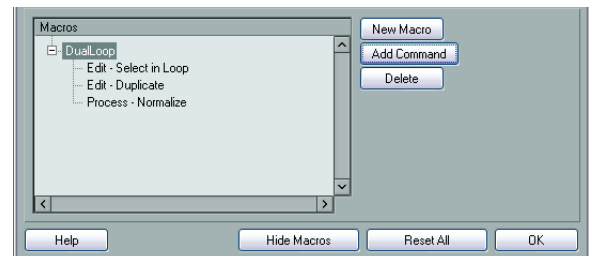 Macros
DualLoop
Edit - Select in Loop
Edit - Duplicate
Process - Normalize
New Macro
Add Command
Delete
Help
Hide Macros
Reset All
OK